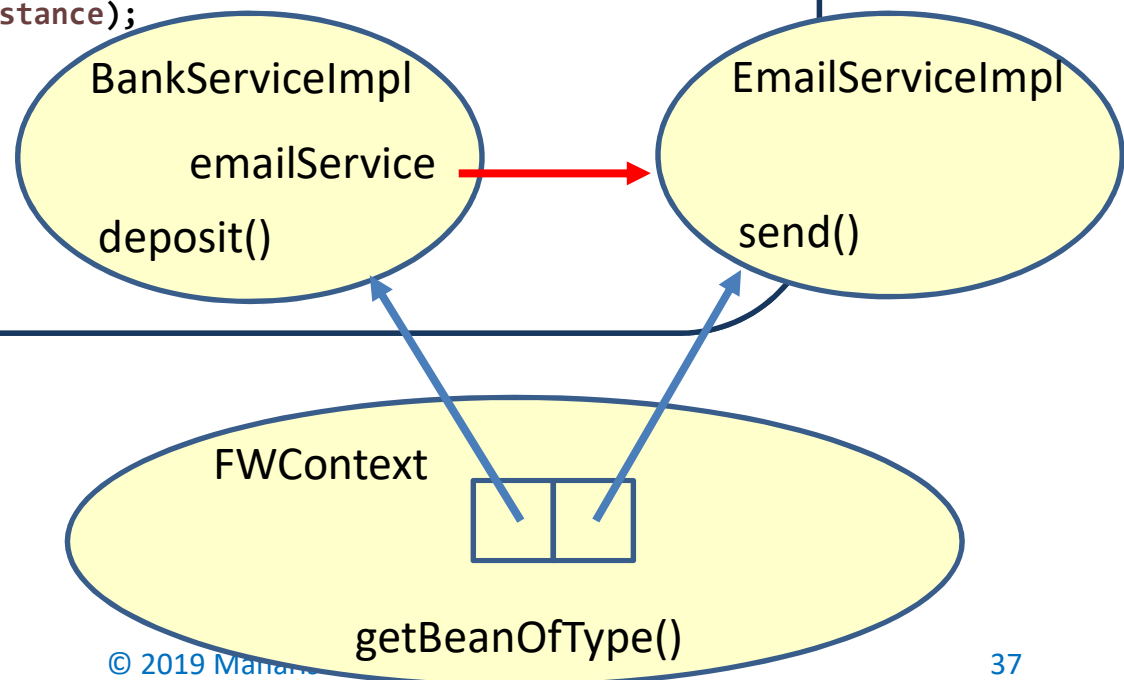 stance);
BankServiceImpl
EmailServiceImpl
emailService
deposit()
send()
FWContext
getBeanOfType()
© 2019 37